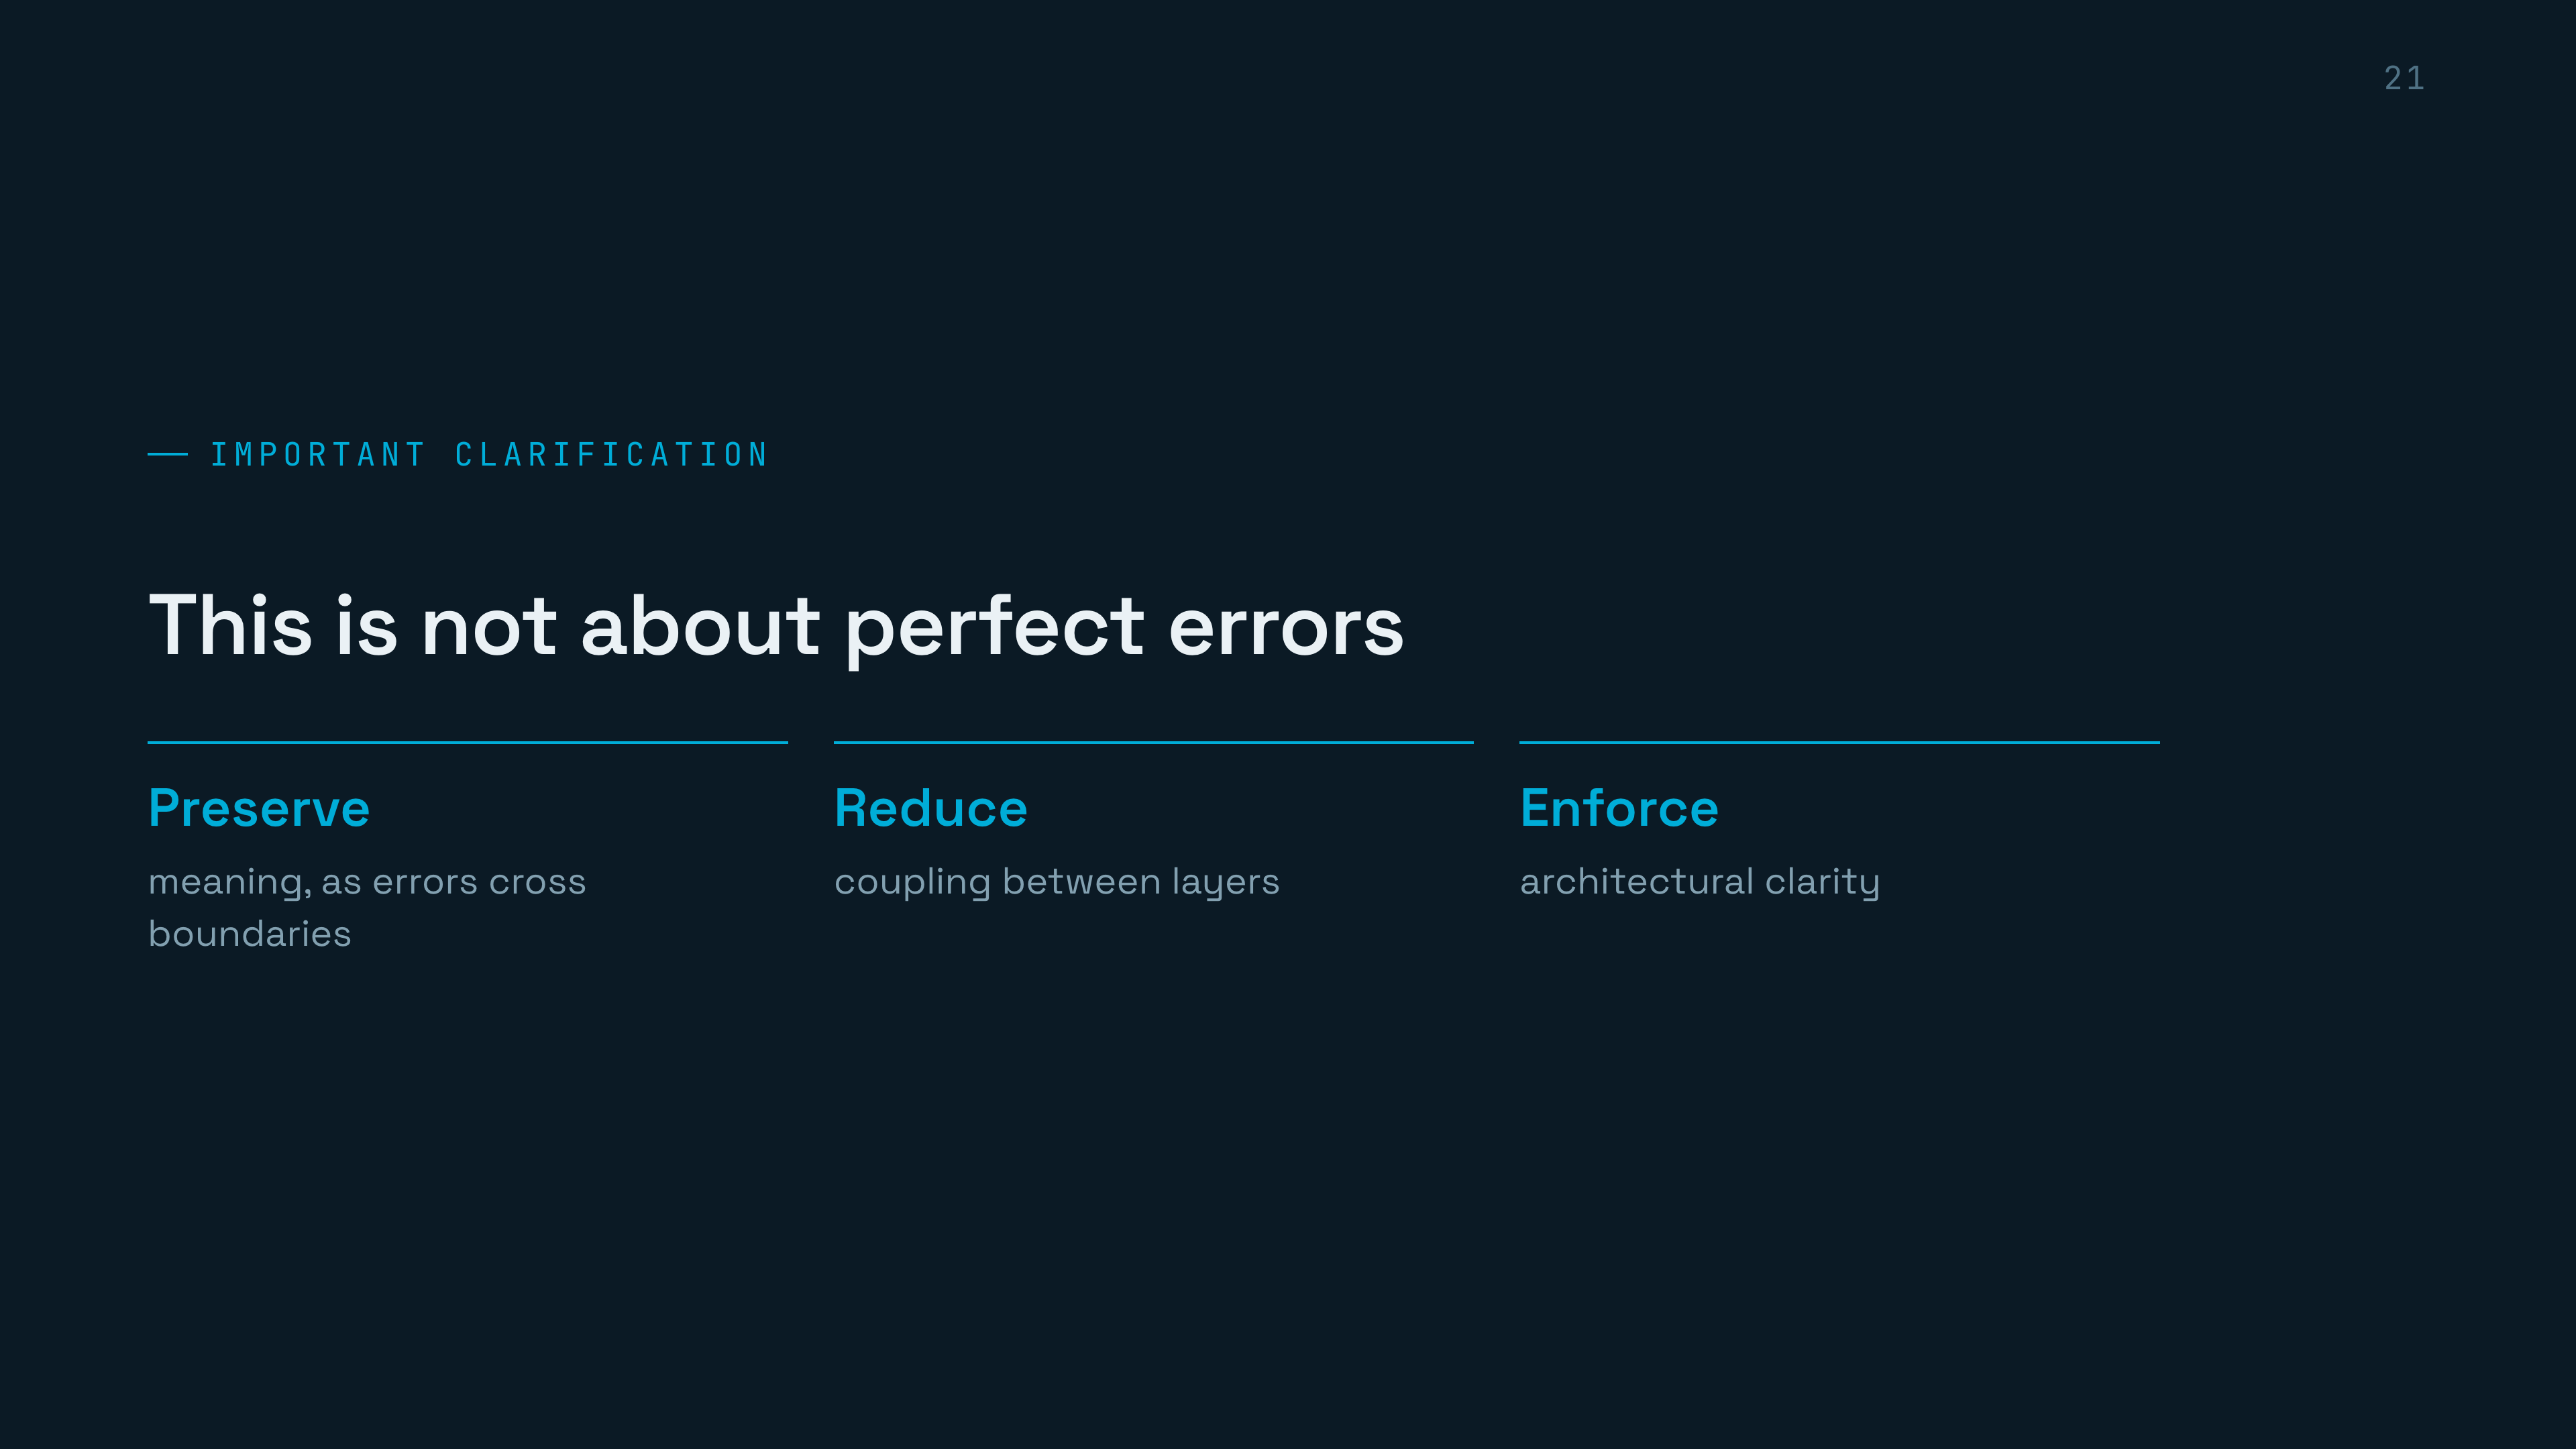 21
IMPORTANT CLARIFICATION
This is not about perfect errors
Preserve
meaning, as errors cross
boundaries
Reduce
coupling between layers
Enforce
architectural clarity